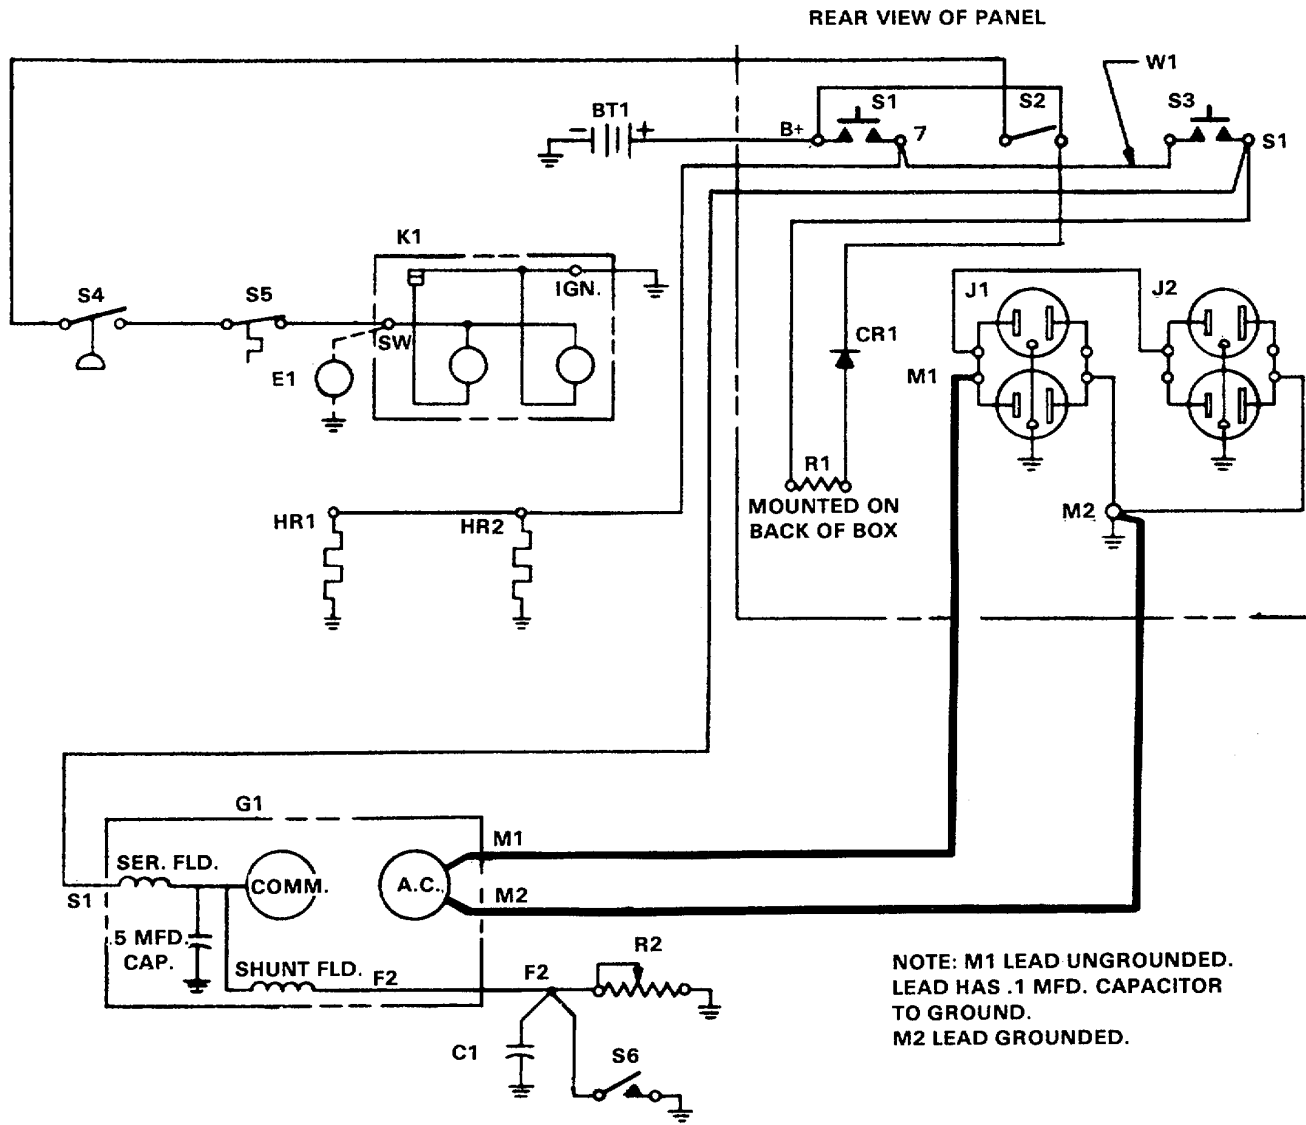 REAR VIEW OF PANEL
W1
BT1
S1
S2
S3
− +
B+
7
S1
K1
S4
S5
IGN.
SW
E1
J1
J2
CR1
M1
R1
HR1
HR2
MOUNTED ON
BACK OF BOX
M2
G1
M1
SER. FLD.
COMM.
A.C.
S1
M2
.5 MFD.
CAP.
SHUNT FLD.
F2
F2
R2
NOTE: M1 LEAD UNGROUNDED.
LEAD HAS .1 MFD. CAPACITOR
TO GROUND.
M2 LEAD GROUNDED.
C1
S6